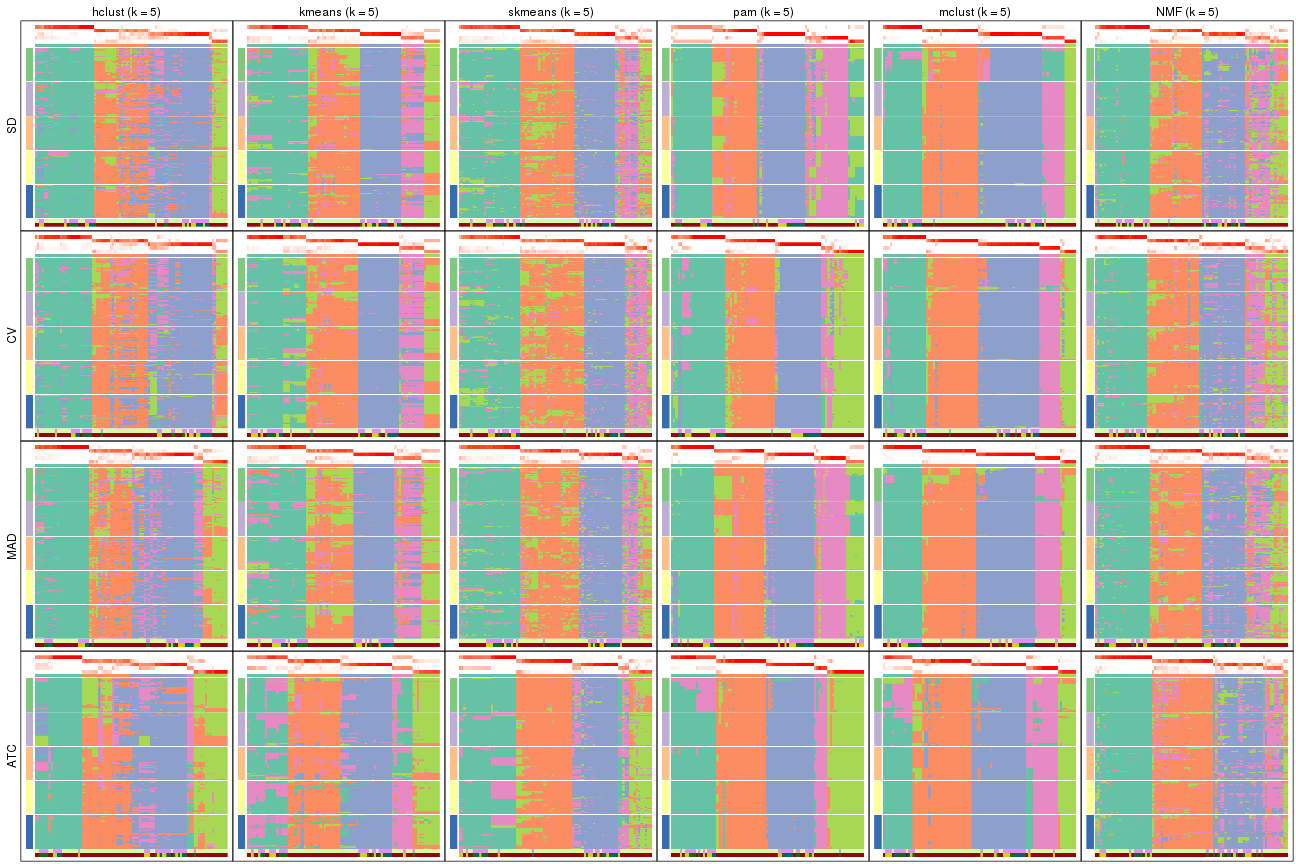 hclust (k = 5) kmeans (k = 5) skmeans (k = 5) pam (k = 5) mclust (k = 5) NMF (k = 5)
SD
CV
MAD
ATC